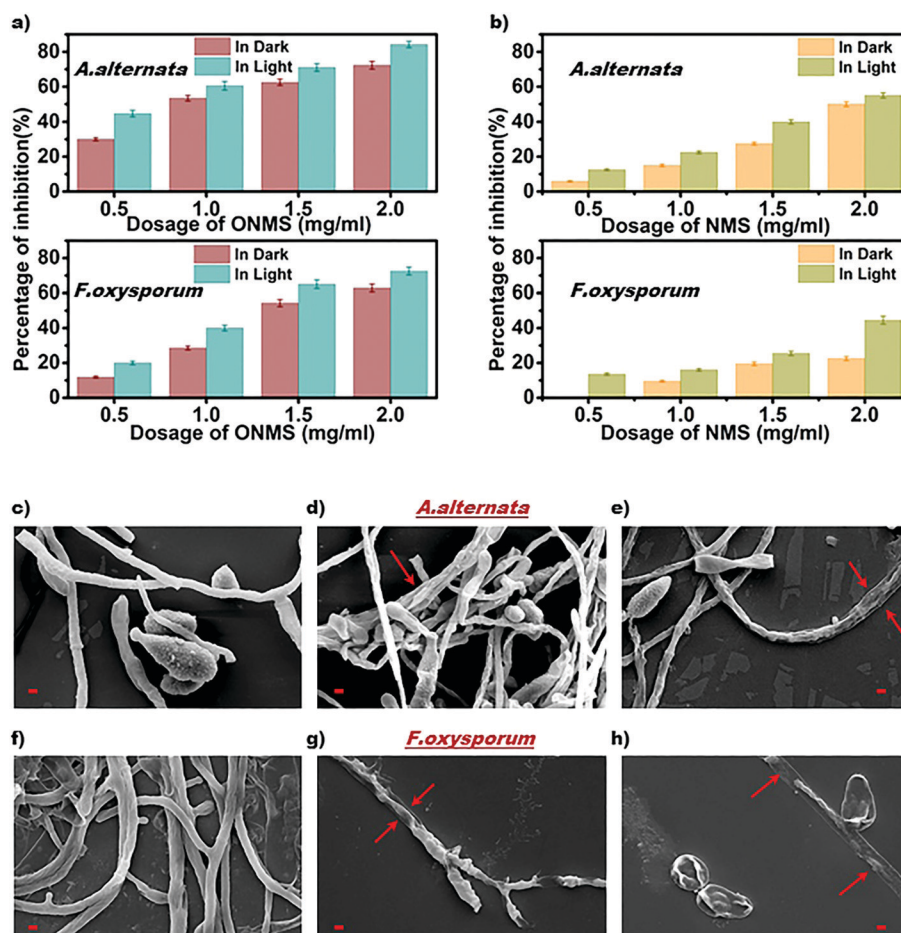 a)
b)
Percentage of inhibition(%)
80
60
40
20
0
A.alternata
In Dark
In Light
0.5 1.0 1.5 2.0
Dosage of ONMS (mg/ml)
80
60
40
20
0
F.oxysporum
In Dark
In Light
0.5 1.0 1.5 2.0
Dosage of ONMS (mg/ml)
Percentage of inhibition(%)
80
60
40
20
0
A.alternata
In Dark
In Light
0.5 1.0 1.5 2.0
Dosage of NMS (mg/ml)
80
60
40
20
0
F.oxysporum
In Dark
In Light
0.5 1.0 1.5 2.0
Dosage of NMS (mg/ml)
c) d) A.alternata e)
f) g) F.oxysporum h)